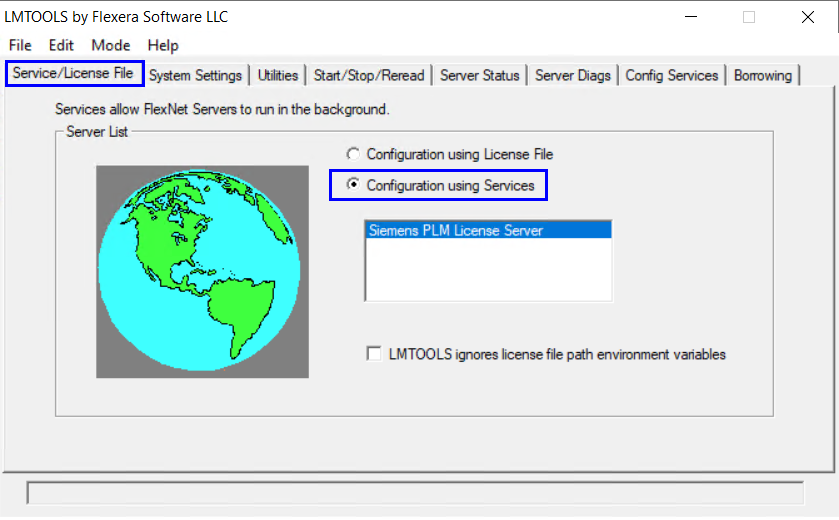 LMTOOLS by Flexera Software LLC
File Edit Mode Help
Service/License File System Settings Utilities Start/Stop/Reread Server Status Server Diags Config Services Borrowing
Services allow FlexNet Servers to run in the background.
Server List
Configuration using License File
Configuration using Services
Siemens PLM License Server
LMTOOLS ignores license file path environment variables